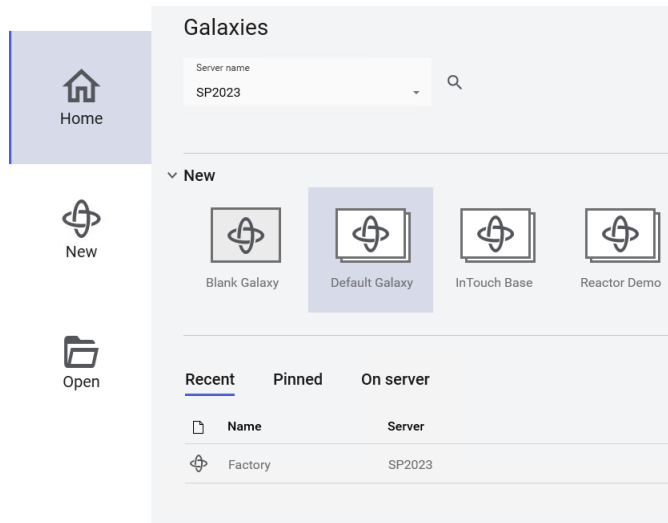 Galaxies
Server name
SP2023
Home
New
Blank Galaxy
Default Galaxy
InTouch Base
Reactor Demo
New
Open
Recent
Pinned
On server
Name
Server
Factory
SP2023